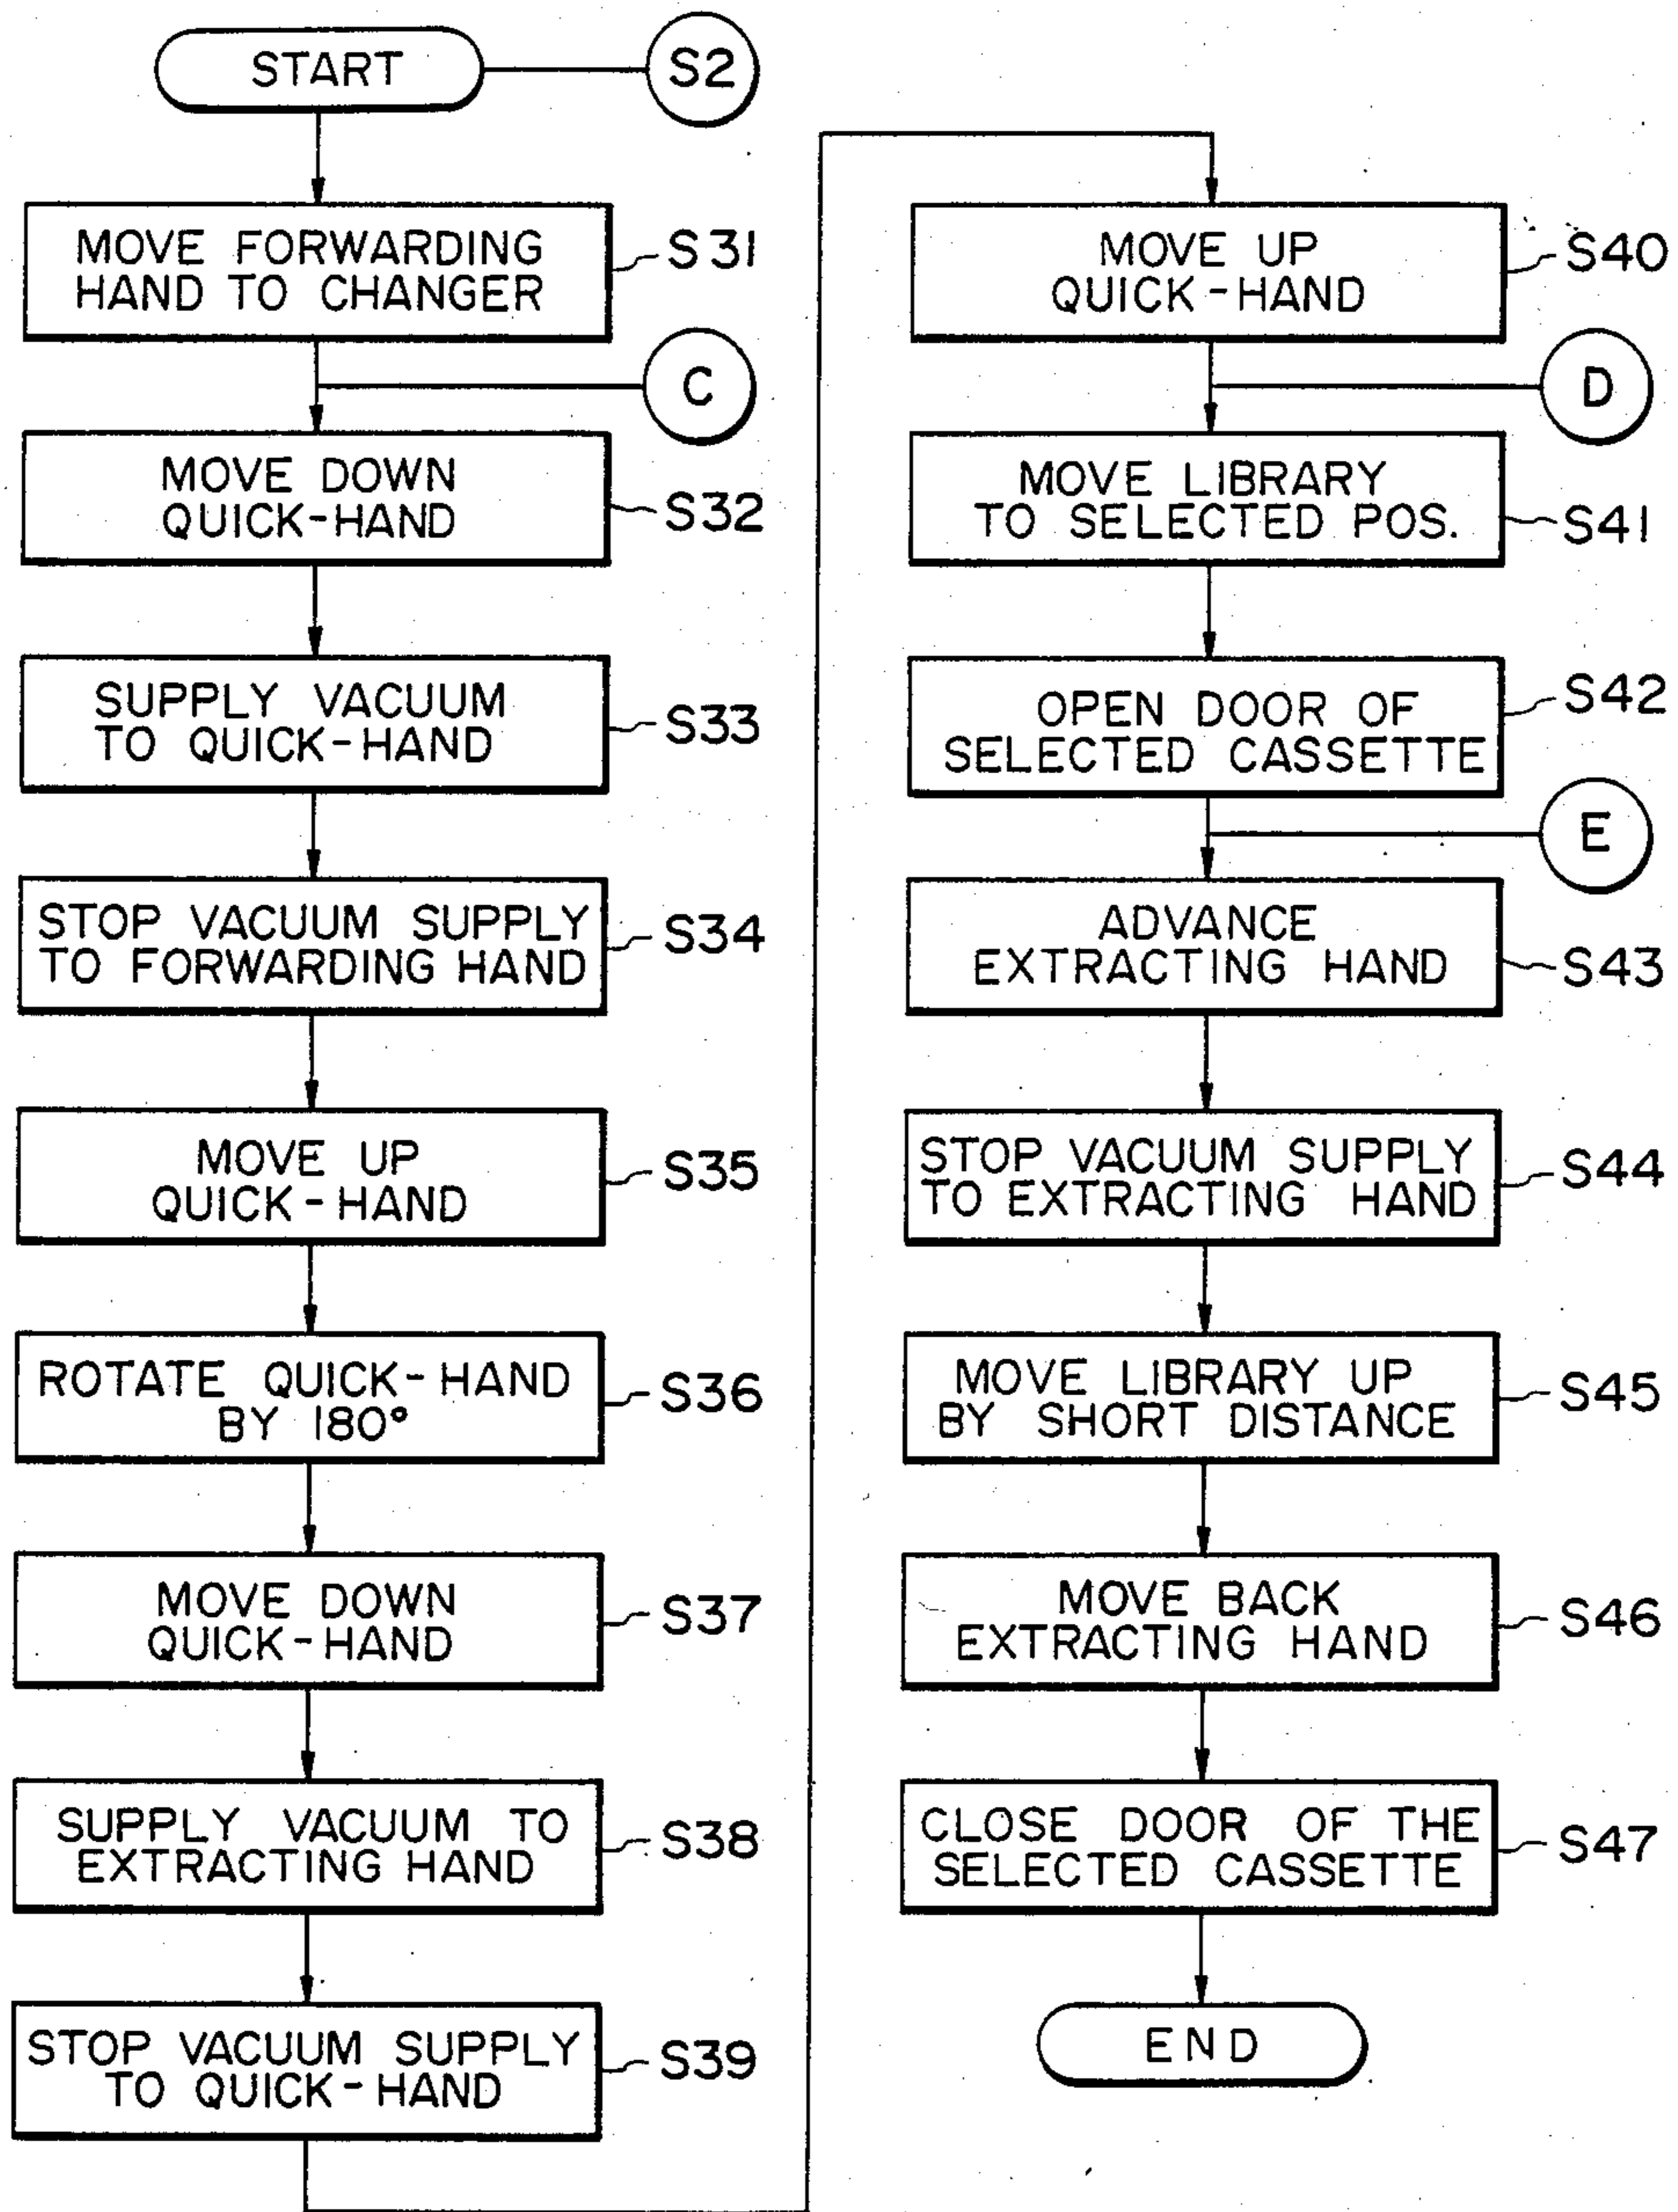 START
S2
MOVE FORWARDING
HAND TO CHANGER
S31
C
MOVE DOWN
QUICK-HAND
S32
SUPPLY VACUUM
TO QUICK-HAND
S33
STOP VACUUM SUPPLY
TO FORWARDING HAND
S34
MOVE UP
QUICK-HAND
S35
ROTATE QUICK-HAND
BY 180°
S36
MOVE DOWN
QUICK-HAND
S37
SUPPLY VACUUM TO
EXTRACTING HAND
S38
STOP VACUUM SUPPLY
TO QUICK-HAND
S39
MOVE UP
QUICK-HAND
S40
D
MOVE LIBRARY
TO SELECTED POS.
S41
OPEN DOOR OF
SELECTED CASSETTE
S42
E
ADVANCE
EXTRACTING HAND
S43
STOP VACUUM SUPPLY
TO EXTRACTING HAND
S44
MOVE LIBRARY UP
BY SHORT DISTANCE
S45
MOVE BACK
EXTRACTING HAND
S46
CLOSE DOOR OF THE
SELECTED CASSETTE
S47
END